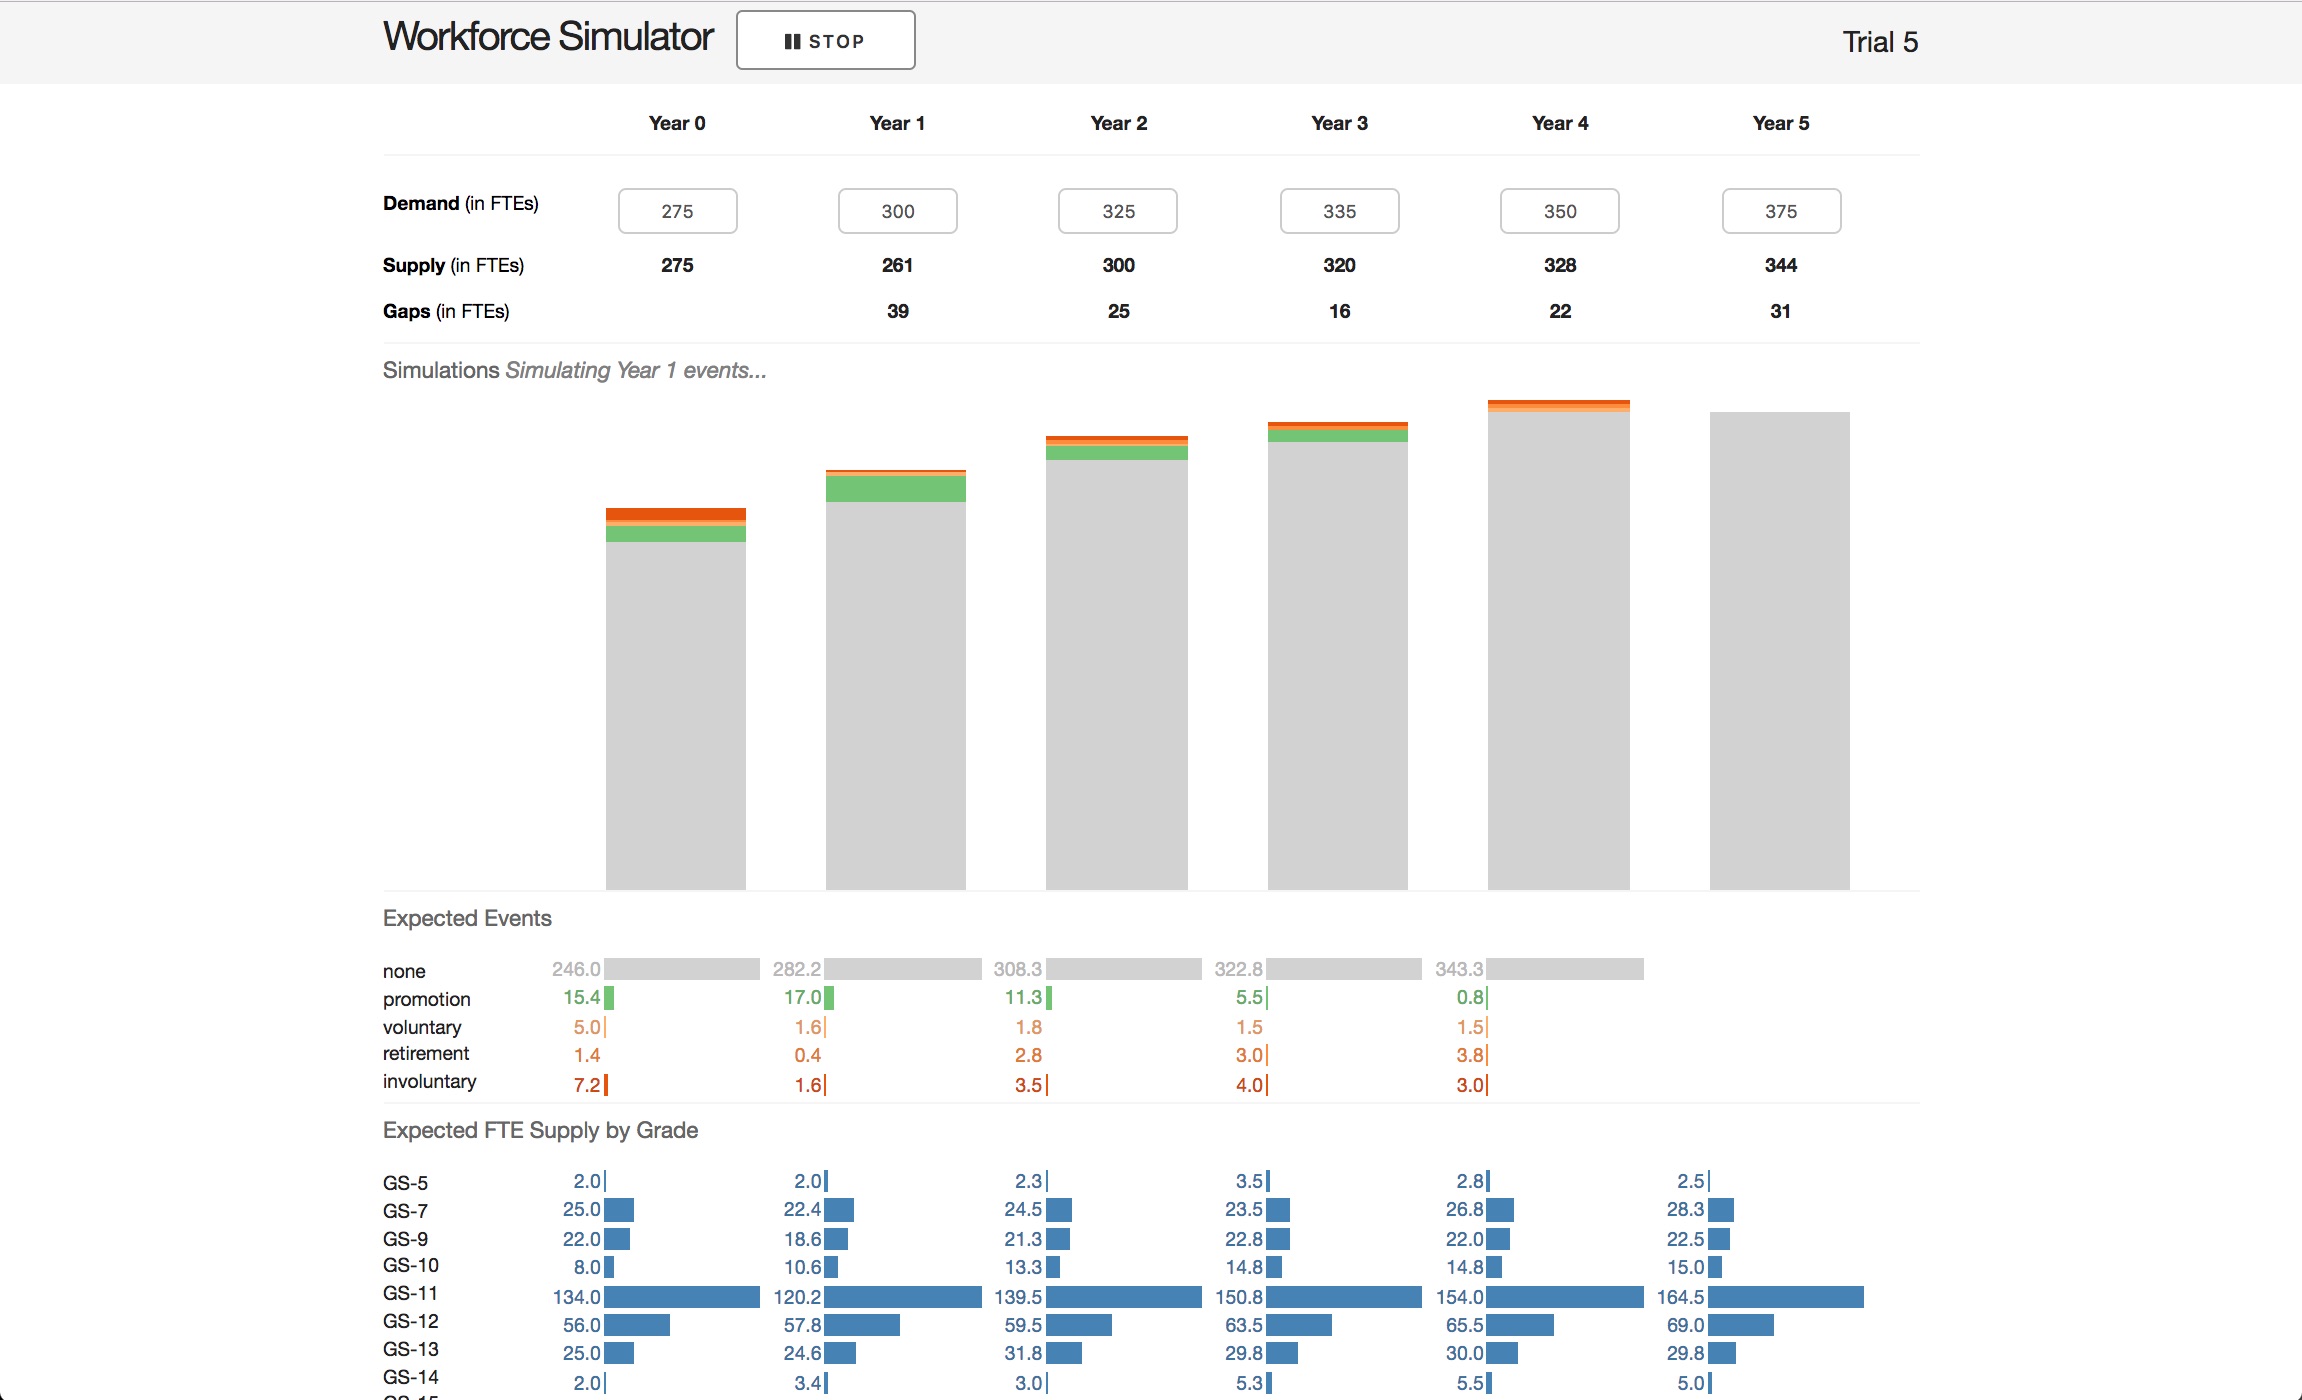 Workforce Simulator STOP Trial 5
Year 0 Year 1 Year 2 Year 3 Year 4 Year 5
Demand (in FTEs) 275 300 325 335 350 375
Supply (in FTEs) 275 261 300 320 328 344
Gaps (in FTEs) 39 25 16 22 31
Simulations Simulating Year 1 events...
Expected Events
none 246.0 282.2 308.3 322.8 343.3
promotion 15.4 17.0 11.3 5.5 0.8
voluntary 5.0 1.6 1.8 1.5 1.5
retirement 1.4 0.4 2.8 3.0 3.8
involuntary 7.2 1.6 3.5 4.0 3.0
Expected FTE Supply by Grade
GS-5 2.0 2.0 2.3 3.5 2.8 2.5
GS-7 25.0 22.4 24.5 23.5 26.8 28.3
GS-9 22.0 18.6 21.3 22.8 22.0 22.5
GS-10 8.0 10.6 13.3 14.8 14.8 15.0
GS-11 134.0 120.2 139.5 150.8 154.0 164.5
GS-12 56.0 57.8 59.5 63.5 65.5 69.0
GS-13 25.0 24.6 31.8 29.8 30.0 29.8
GS-14 2.0 3.4 3.0 5.3 5.5 5.0